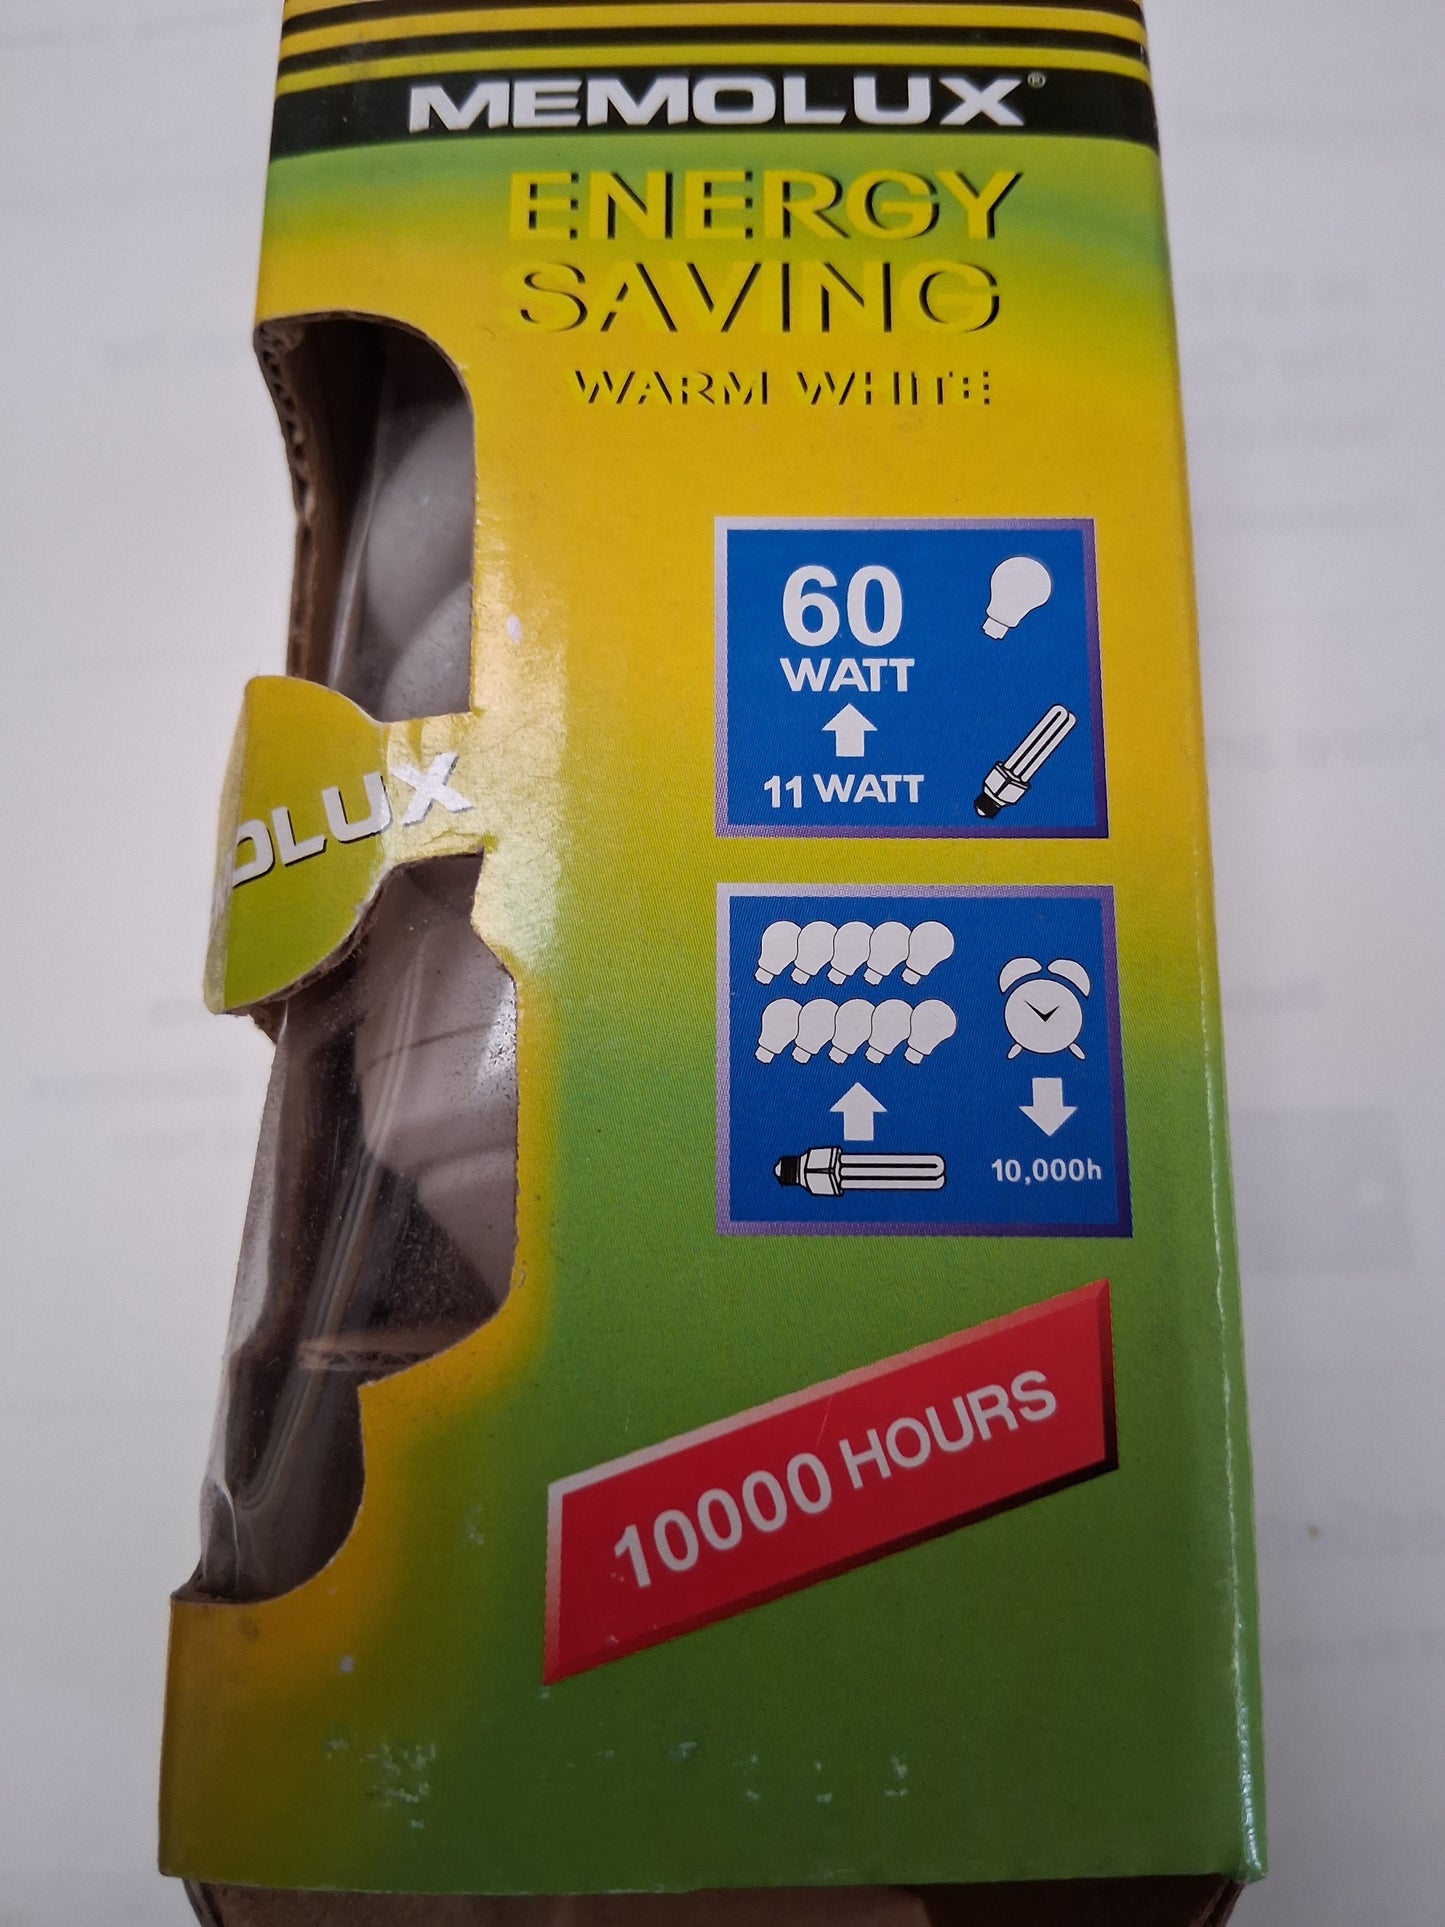 MEMOLUX®
ENERGY
SAVING
WARM WHITE
60
WATT
11 WATT
OLUX
10,000h
10000 HOURS